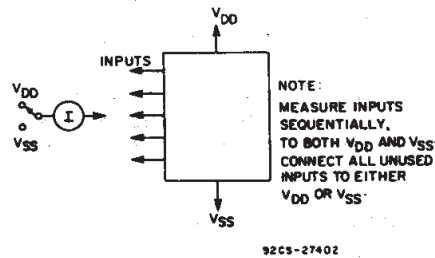 VDD
INPUTS
VDD
I
VSS
NOTE:
MEASURE INPUTS
SEQUENTIALLY,
TO BOTH VDD AND VSS.
CONNECT ALL UNUSED
INPUTS TO EITHER
VDD OR VSS.
VSS
92CS-27402